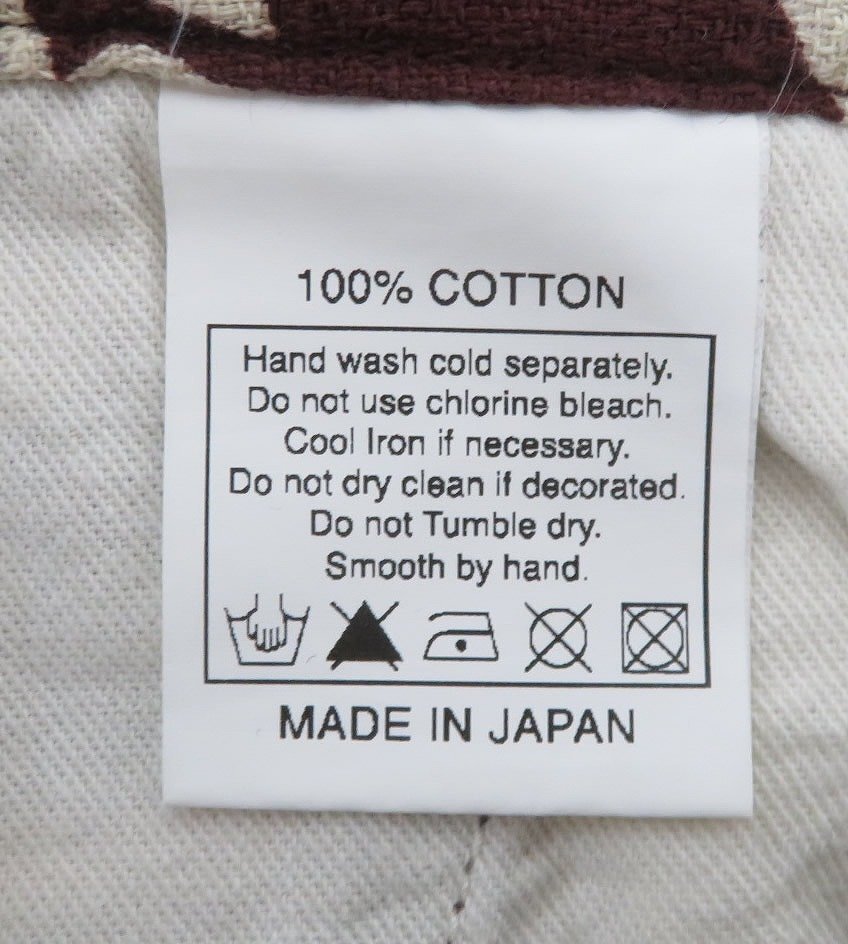 100% COTTON
Hand wash cold separately.
Do not use chlorine bleach.
Cool Iron if necessary.
Do not dry clean if decorated.
Do not Tumble dry.
Smooth by hand.
MADE IN JAPAN